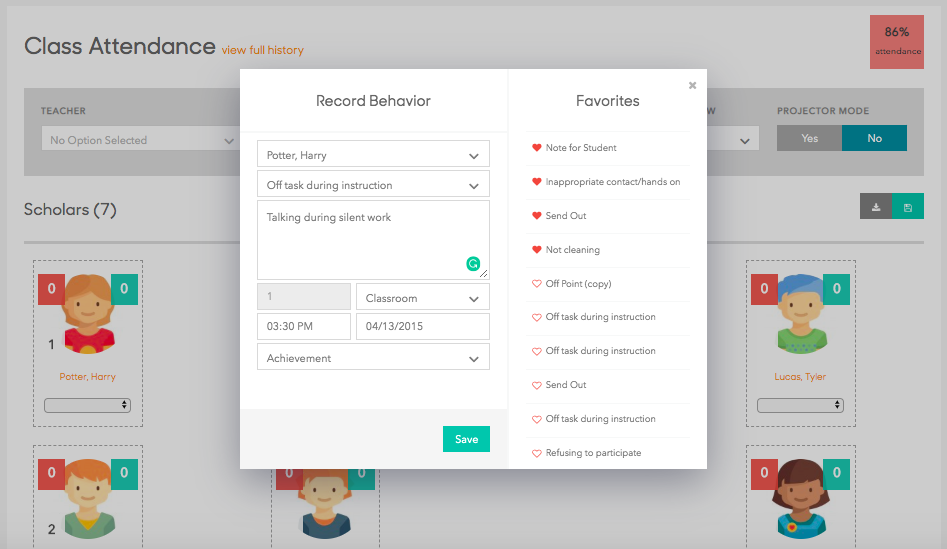 Class Attendance view full history
86%
attendance
TEACHER
No Option Selected
W
PROJECTOR MODE
Yes
No
Scholars (7)
Record Behavior
Potter, Harry
Off task during instruction
Talking during silent work
1
Classroom
03:30 PM
04/13/2015
Achievement
Save
Favorites
×
Note for Student
Inappropriate contact/hands on
Send Out
Not cleaning
Off Point (copy)
Off task during instruction
Off task during instruction
Send Out
Off task during instruction
Refusing to participate
0
0
1
Potter, Harry
0
0
Lucas, Tyler
0
0
2
0
0
0
0